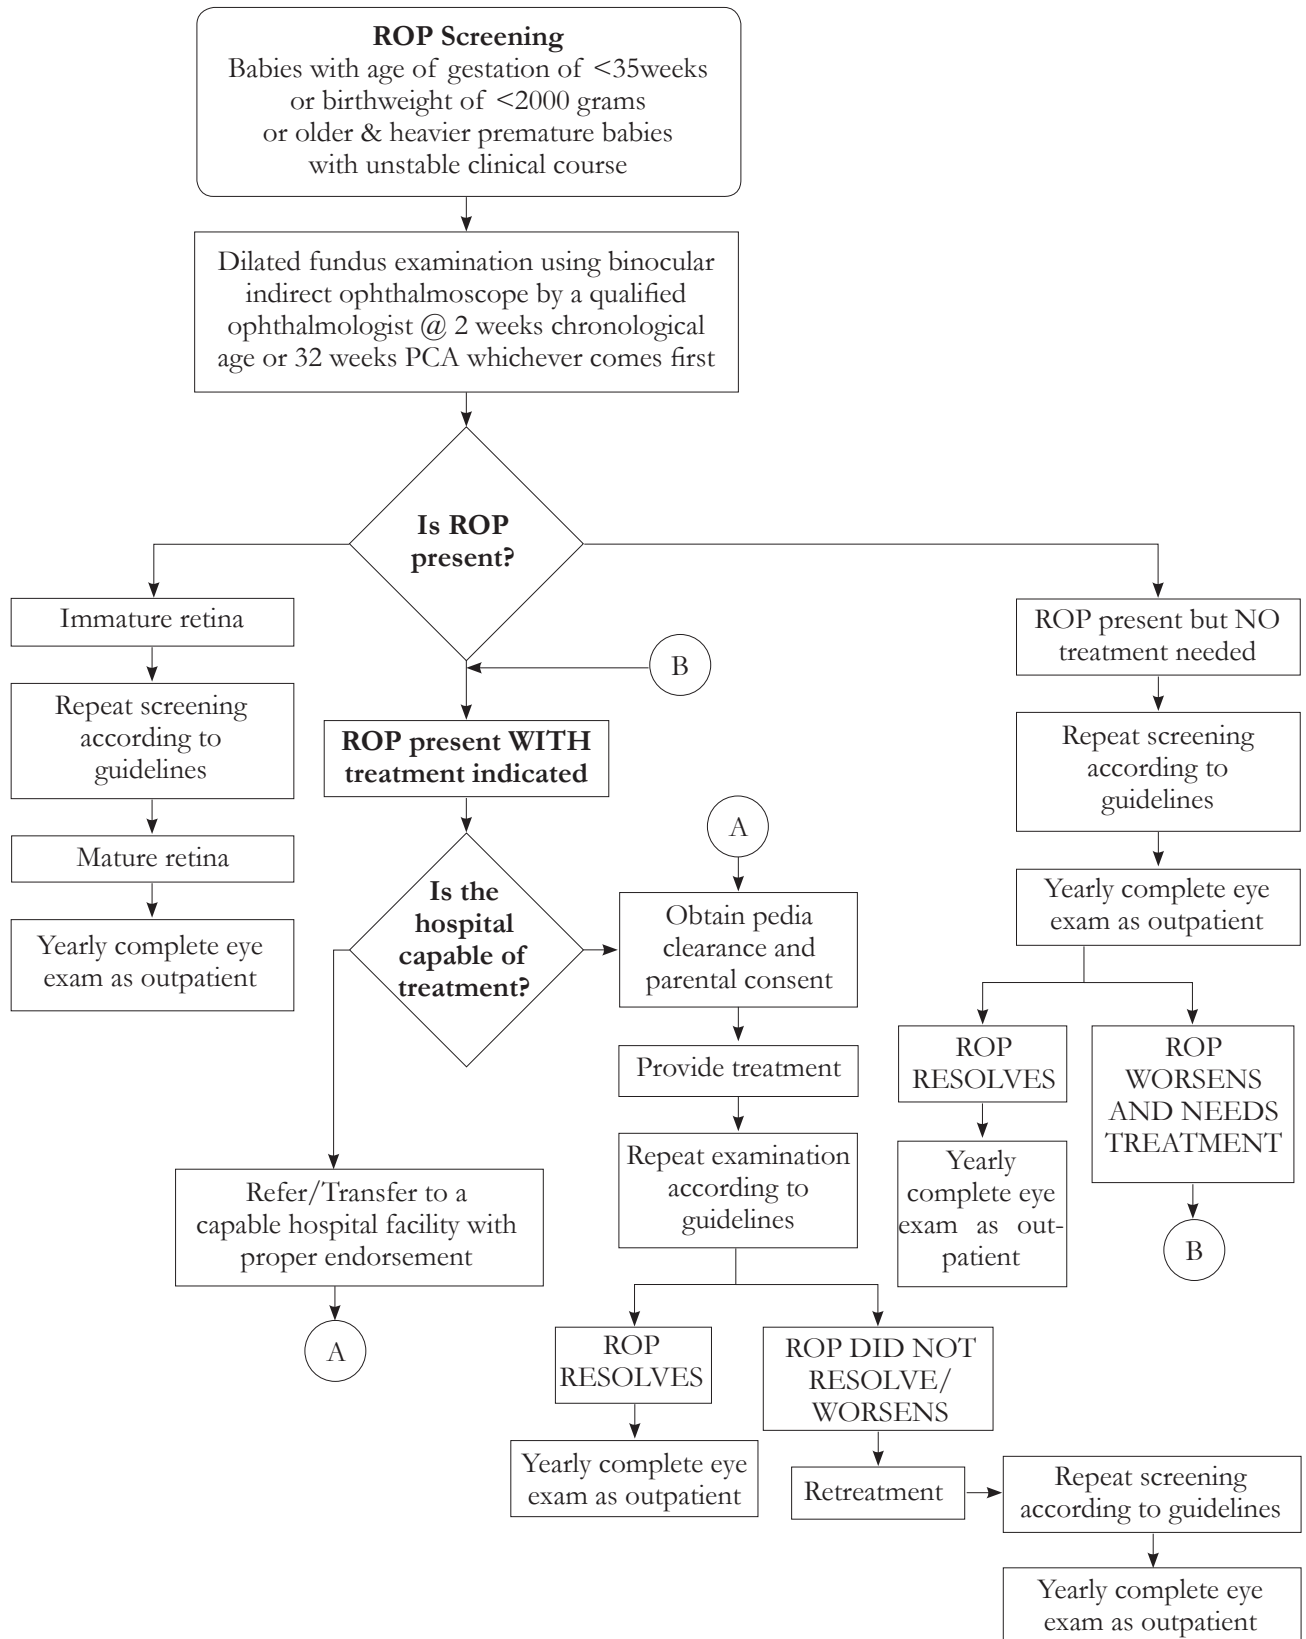 ROP Screening
Babies with age of gestation of <35weeks
or birthweight of <2000 grams
or older & heavier premature babies
with unstable clinical course
Dilated fundus examination using binocular
indirect ophthalmoscope by a qualified
ophthalmologist @ 2 weeks chronological
age or 32 weeks PCA whichever comes first
Is ROP
present?
Immature retina
Repeat screening
according to
guidelines
Mature retina
Yearly complete eye
exam as outpatient
B
ROP present WITH
treatment indicated
Is the
hospital
capable of
treatment?
Refer/Transfer to a
capable hospital facility with
proper endorsement
A
A
Obtain pedia
clearance and
parental consent
Provide treatment
Repeat examination
according to
guidelines
ROP
RESOLVES
Yearly complete eye
exam as outpatient
ROP DID NOT
RESOLVE/
WORSENS
Retreatment
Repeat screening
according to guidelines
Yearly complete eye
exam as outpatient
ROP present but NO
treatment needed
Repeat screening
according to
guidelines
Yearly complete eye
exam as outpatient
ROP
RESOLVES
Yearly
complete eye
exam as out-
patient
ROP
WORSENS
AND NEEDS
TREATMENT
B